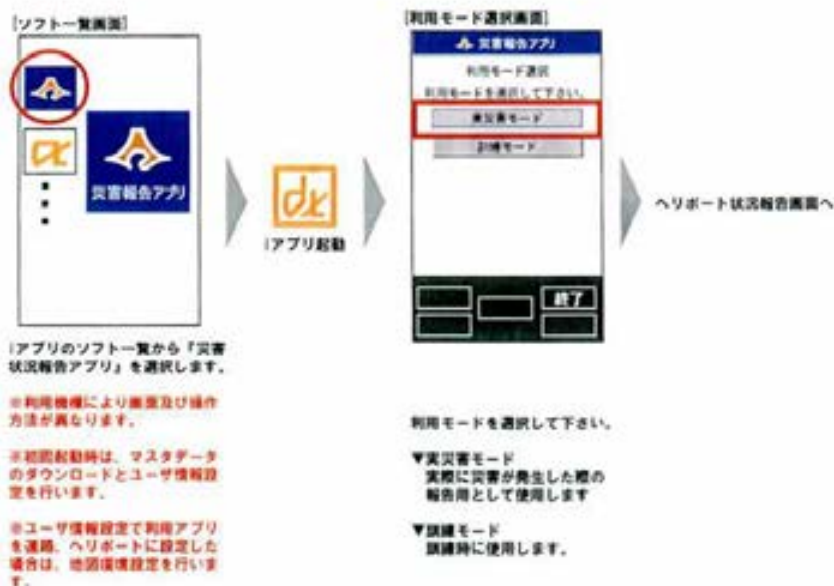 [ソフト一覧画面]
災害報告アプリ
iアプリ起動
[利用モード選択画面]
災害報告アプリ
利用モード選択
利用モードを選択して下さい。
実災害モード
訓練モード
終了
ヘリポート状況報告画面へ
iアプリのソフト一覧から『災害
状況報告アプリ』を選択します。
※利用機種により画面及び操作
方法が異なります。
※初回起動時は、マスタデータ
のダウンロードとユーザ情報設
定を行います。
※ユーザ情報設定で利用アプリ
を道路、ヘリポートに設定した
場合は、地図環境設定を行いま
す。
利用モードを選択して下さい。
▼実災害モード
実際に災害が発生した際の
報告用として使用します
▼訓練モード
訓練時に使用します。